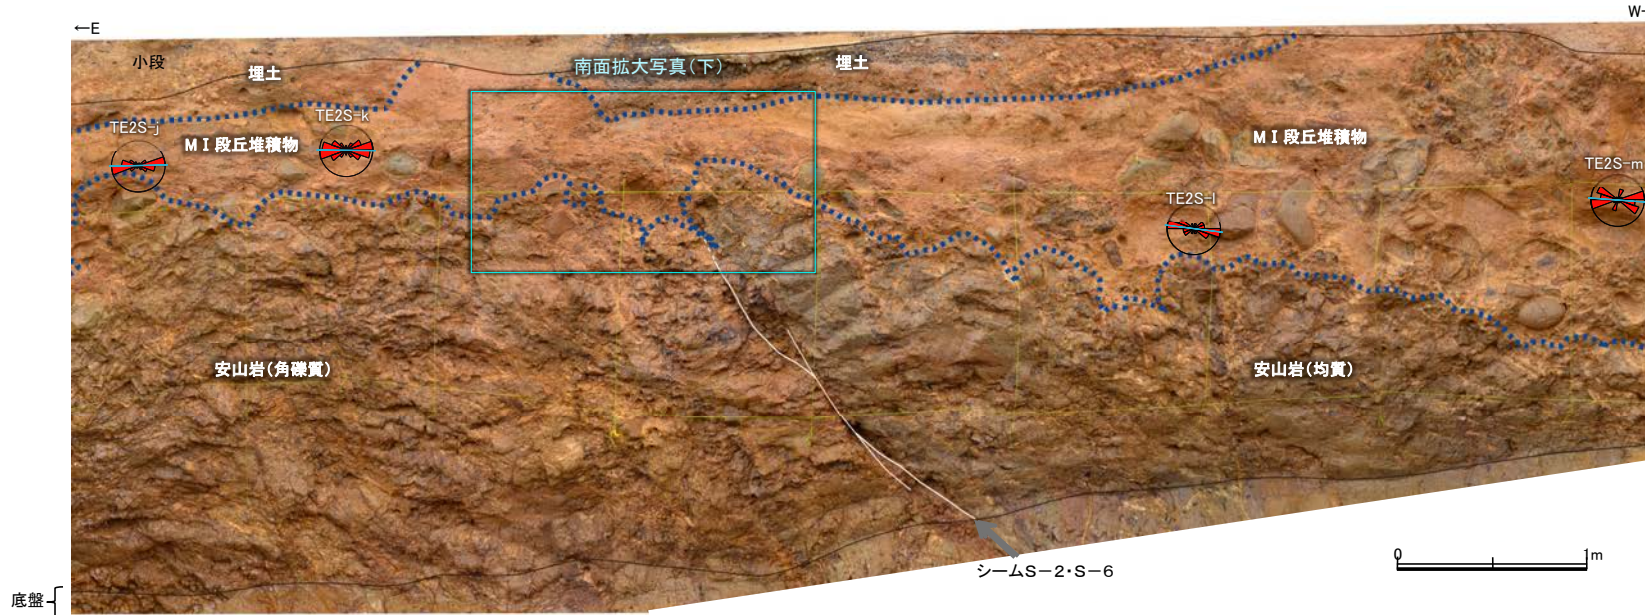 ←E
W-
小段
埋土
南面拡大写真(下)
埋土
TE2S-j
TE2S-k
MⅠ段丘堆積物
MⅠ段丘堆積物
TE2S-m
TE2S-l
安山岩(角礫質)
安山岩(均質)
シームS-2・S-6
0 1m
底盤